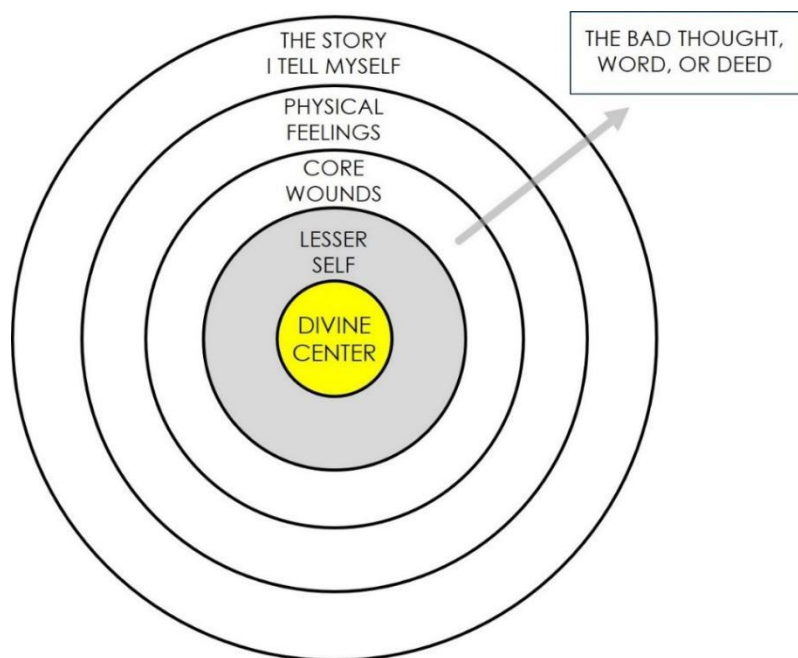 THE STORY
I TELL MYSELF
THE BAD THOUGHT,
WORD, OR DEED
PHYSICAL
FEELINGS
CORE
WOUNDS
LESSER
SELF
DIVINE
CENTER